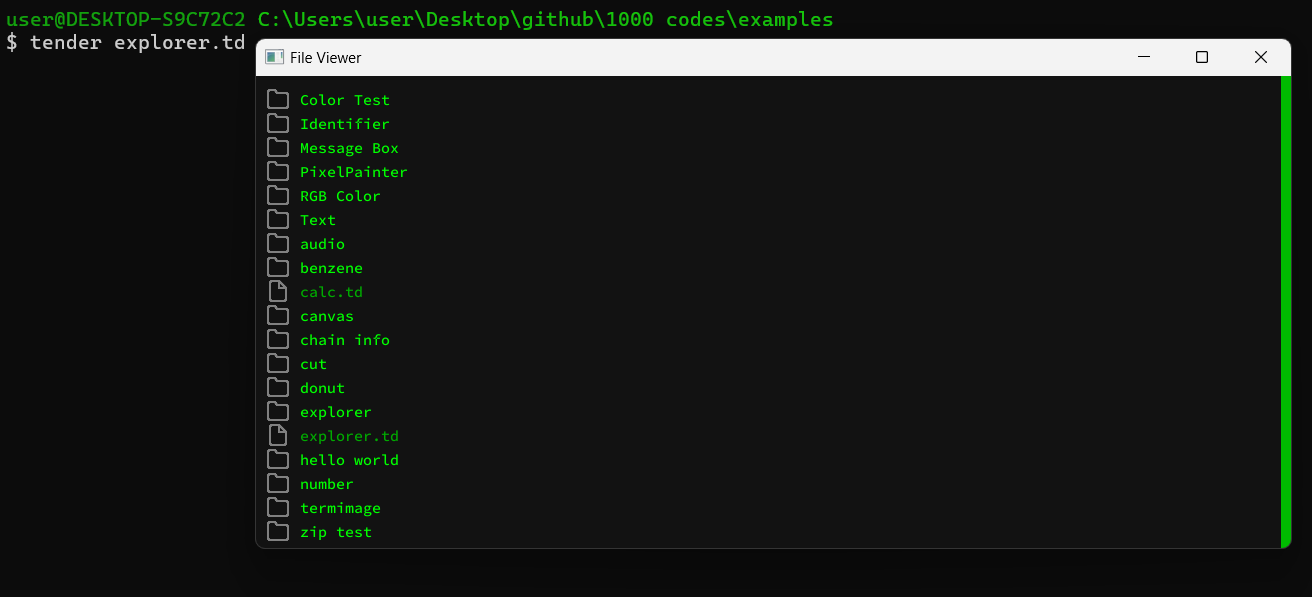 user@DESKTOP-S9C72C2 C:\Users\user\Desktop\github\1000 codes\examples
$ tender explorer.td
File Viewer
Color Test
Identifier
Message Box
PixelPainter
RGB Color
Text
audio
benzene
calc.td
canvas
chain info
cut
donut
explorer
explorer.td
hello world
number
termimage
zip test